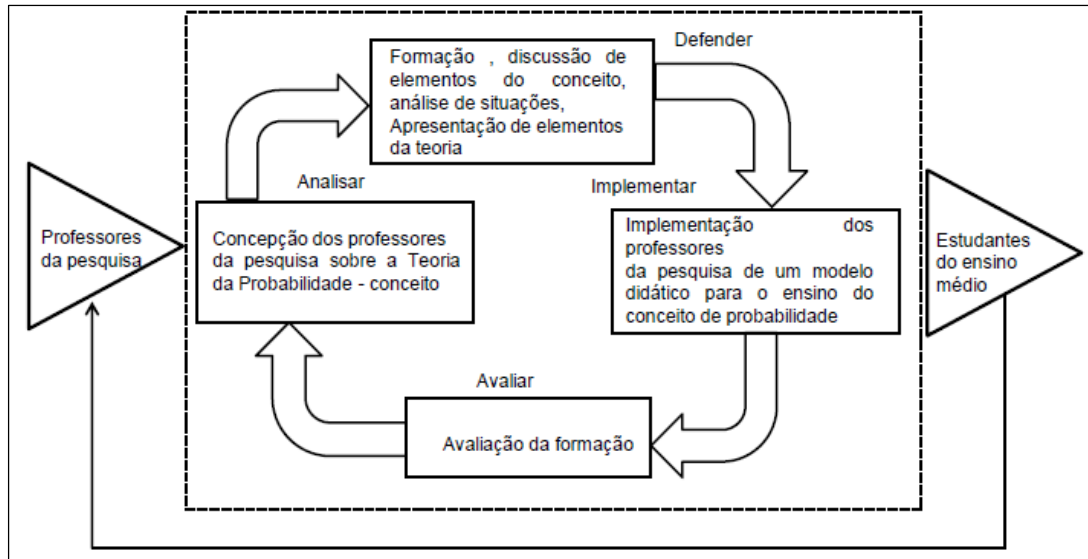 Defender
Formação , discussão de
elementos do conceito,
análise de situações,
Apresentação de elementos
da teoria
Analisar
Implementar
Professores
da pesquisa
Concepção dos professores
da pesquisa sobre a Teoria
da Probabilidade - conceito
Implementação dos
professores
da pesquisa de um modelo
didático para o ensino do
conceito de probabilidade
Estudantes
do ensino
médio
Avaliar
Avaliação da formação